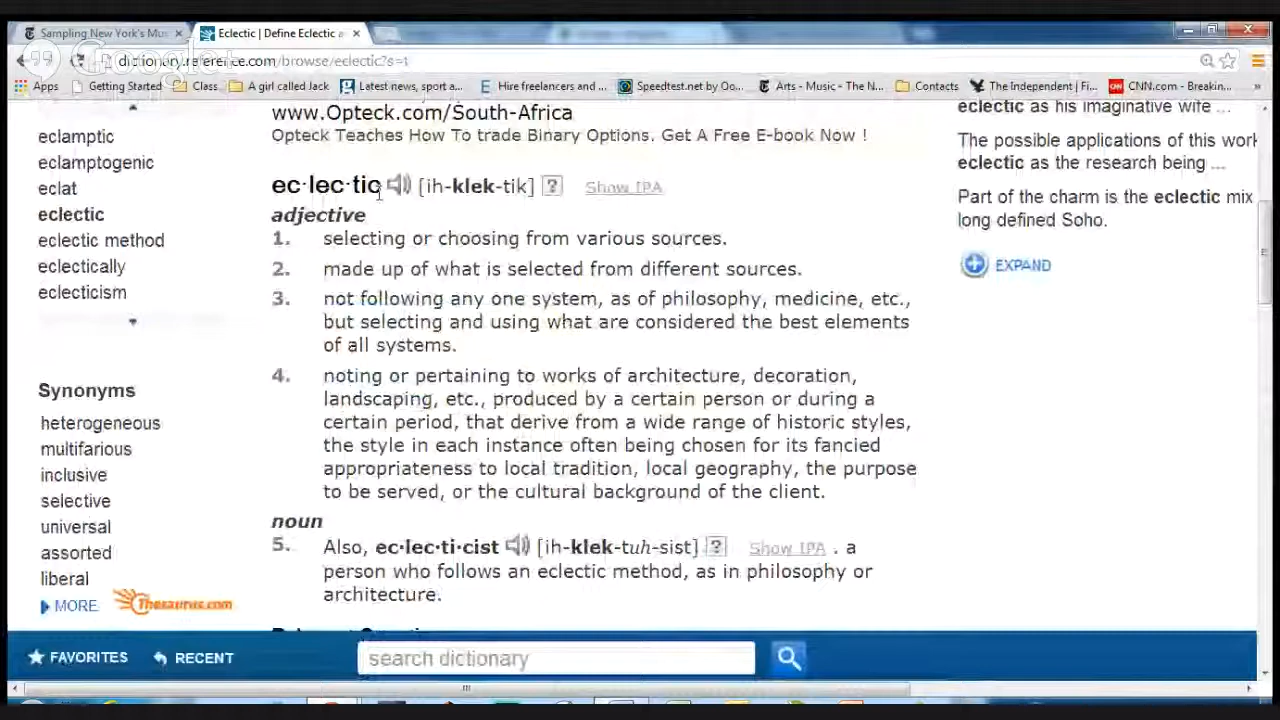 Sampling New York's Mus
Eclectic | Define Eclectic a
Google+
dictionary.reference.com/browse/eclectic?s=t
Apps
Getting Started
Class
A girl called Jack
Latest news, sport a...
Hire freelancers and ...
Speedtest.net by Oo...
Arts - Music - The N...
Contacts
The Independent | Fi...
CNN.com - Breakin...
»
eclamptic
eclamptogenic
eclat
eclectic
eclectic method
eclectically
eclecticism
Synonyms
heterogeneous
multifarious
inclusive
selective
universal
assorted
liberal
MORE
Thesaurus.com
www.Opteck.com/South-Africa
Opteck Teaches How To trade Binary Options. Get A Free E-book Now !
ec·lec·tic [ih-klek-tik] ? Show IPA
adjective
1. selecting or choosing from various sources.
2. made up of what is selected from different sources.
3. not following any one system, as of philosophy, medicine, etc.,
but selecting and using what are considered the best elements
of all systems.
4. noting or pertaining to works of architecture, decoration,
landscaping, etc., produced by a certain person or during a
certain period, that derive from a wide range of historic styles,
the style in each instance often being chosen for its fancied
appropriateness to local tradition, local geography, the purpose
to be served, or the cultural background of the client.
noun
5. Also, ec·lec·ti·cist [ih-klek-tuh-sist] ? Show IPA . a
person who follows an eclectic method, as in philosophy or
architecture.
eclectic as his imaginative wife ...
The possible applications of this work
eclectic as the research being ...
Part of the charm is the eclectic mix
long defined Soho.
EXPAND
FAVORITES
RECENT
search dictionary